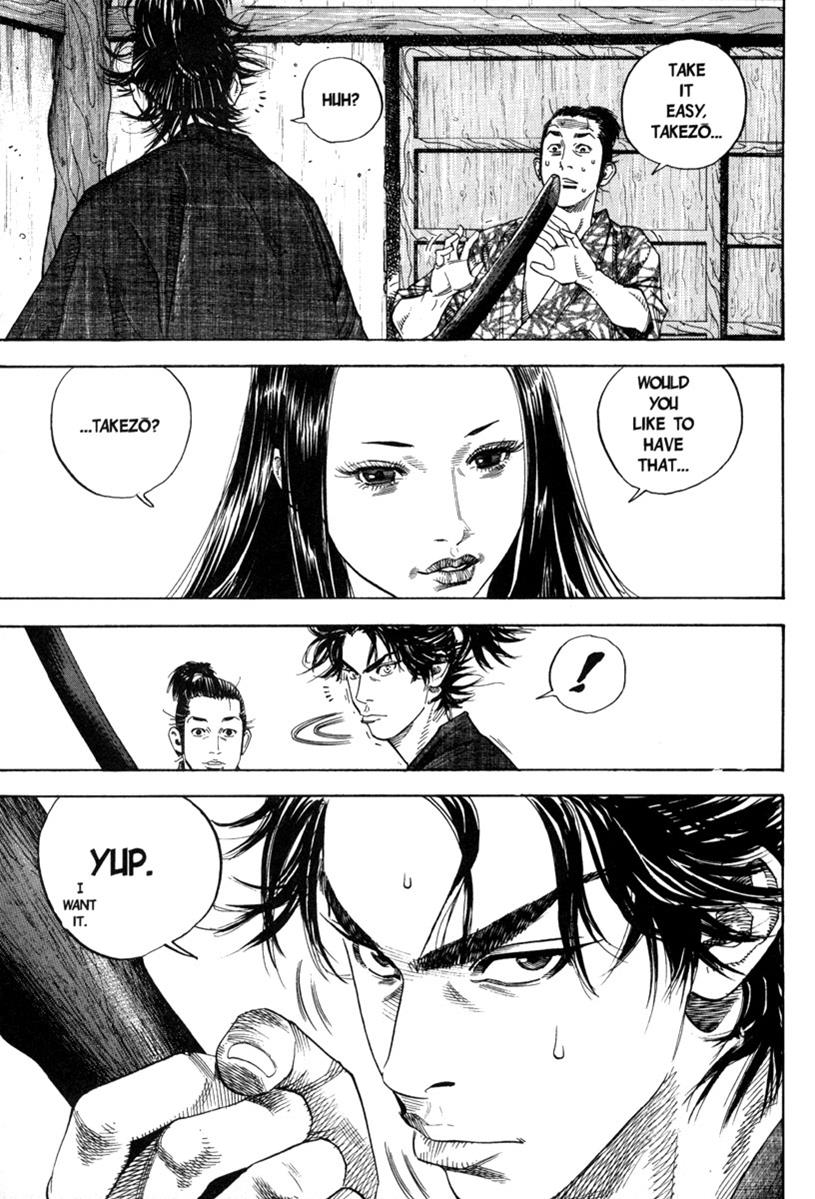 TAKE
IT
EASY,
TAKEZŌ...
HUH?
WOULD
YOU
LIKE TO
HAVE
THAT...
...TAKEZŌ?
!
YUP.
I
WANT
IT.